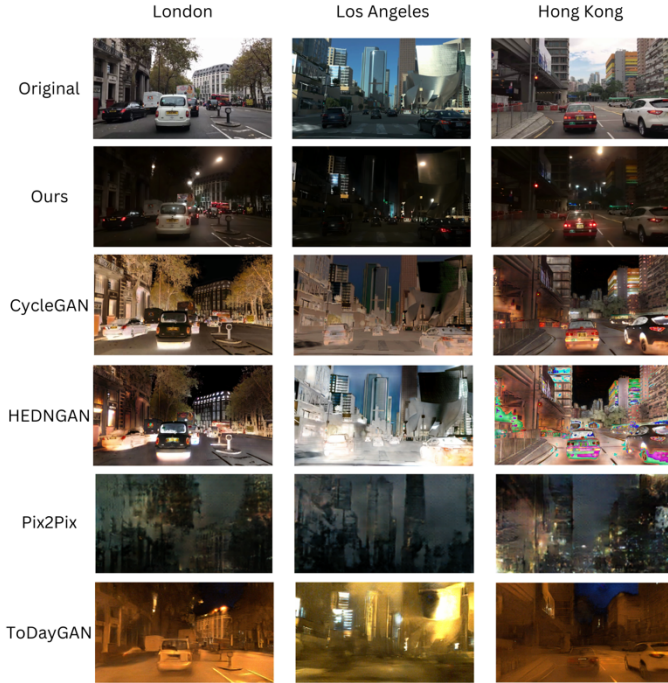 London Los Angeles Hong Kong
Original
Ours
CycleGAN
HEDNGAN
Pix2Pix
ToDayGAN